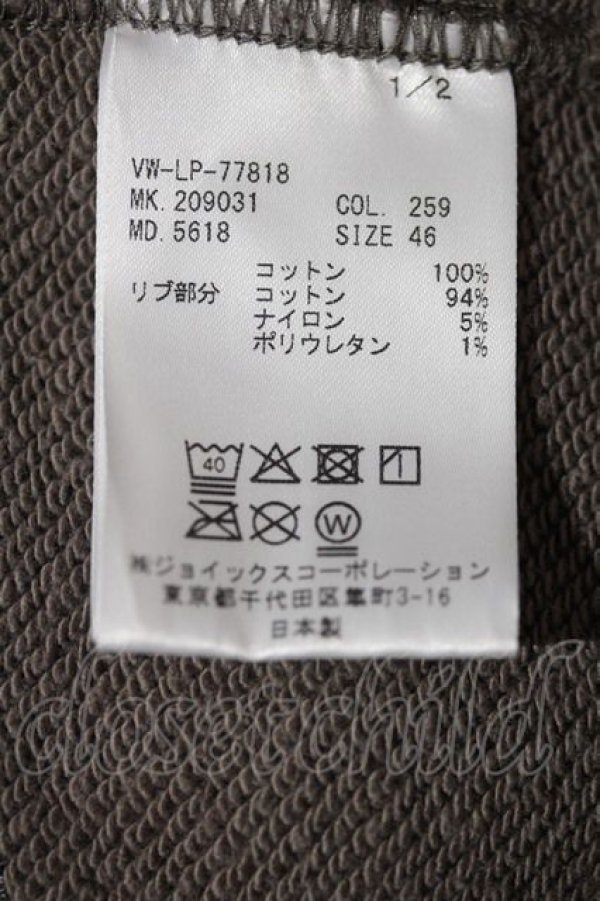 1/2
VW-LP-77818
MK.209031 COL. 259
MD.5618 SIZE 46
コットン 100%
リブ部分 コットン 94%
ナイロン 5%
ポリウレタン 1%
40
W
㈱ジョイックスコーポレーション
東京都千代田区隼町3-16
日本製
closetchild